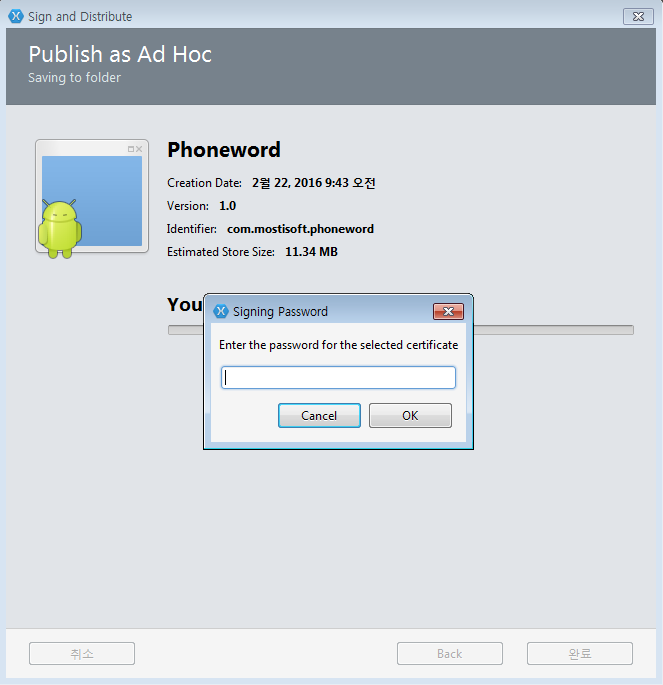 Sign and Distribute
Publish as Ad Hoc
Saving to folder
Phoneword
Creation Date: 2월 22, 2016 9:43 오전
Version: 1.0
Identifier: com.mostisoft.phoneword
Estimated Store Size: 11.34 MB
You
Signing Password
Enter the password for the selected certificate
Cancel OK
취소 Back 완료